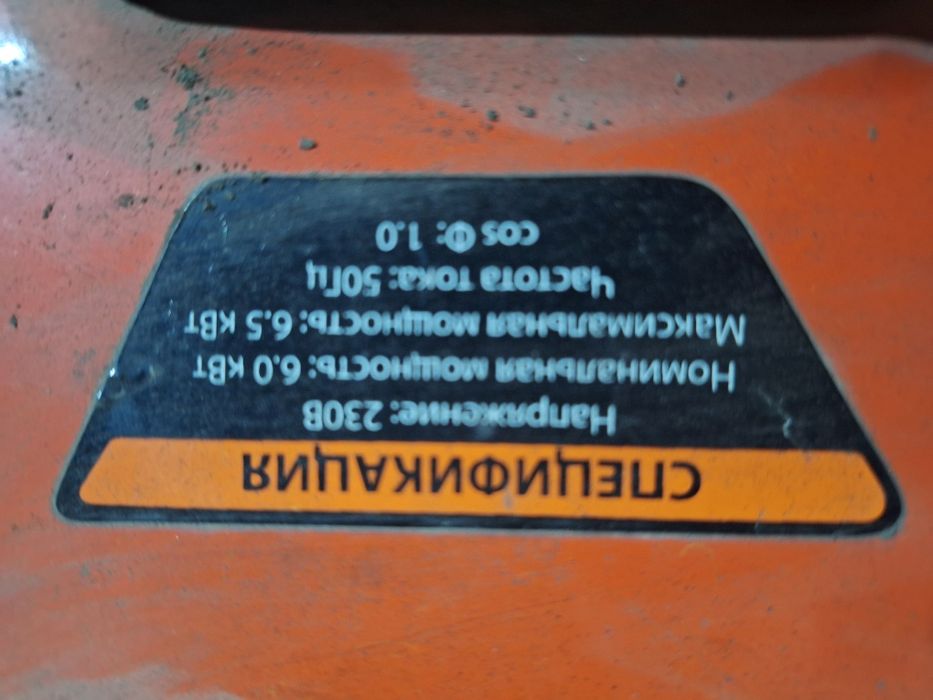 СПЕЦИФИКАЦИЯ
Напряжение: 230В
Номинальная мощность: 6.0 кВт
Максимальная мощность: 6.5 кВт
Частота тока: 50Гц
cos Ф: 1.0